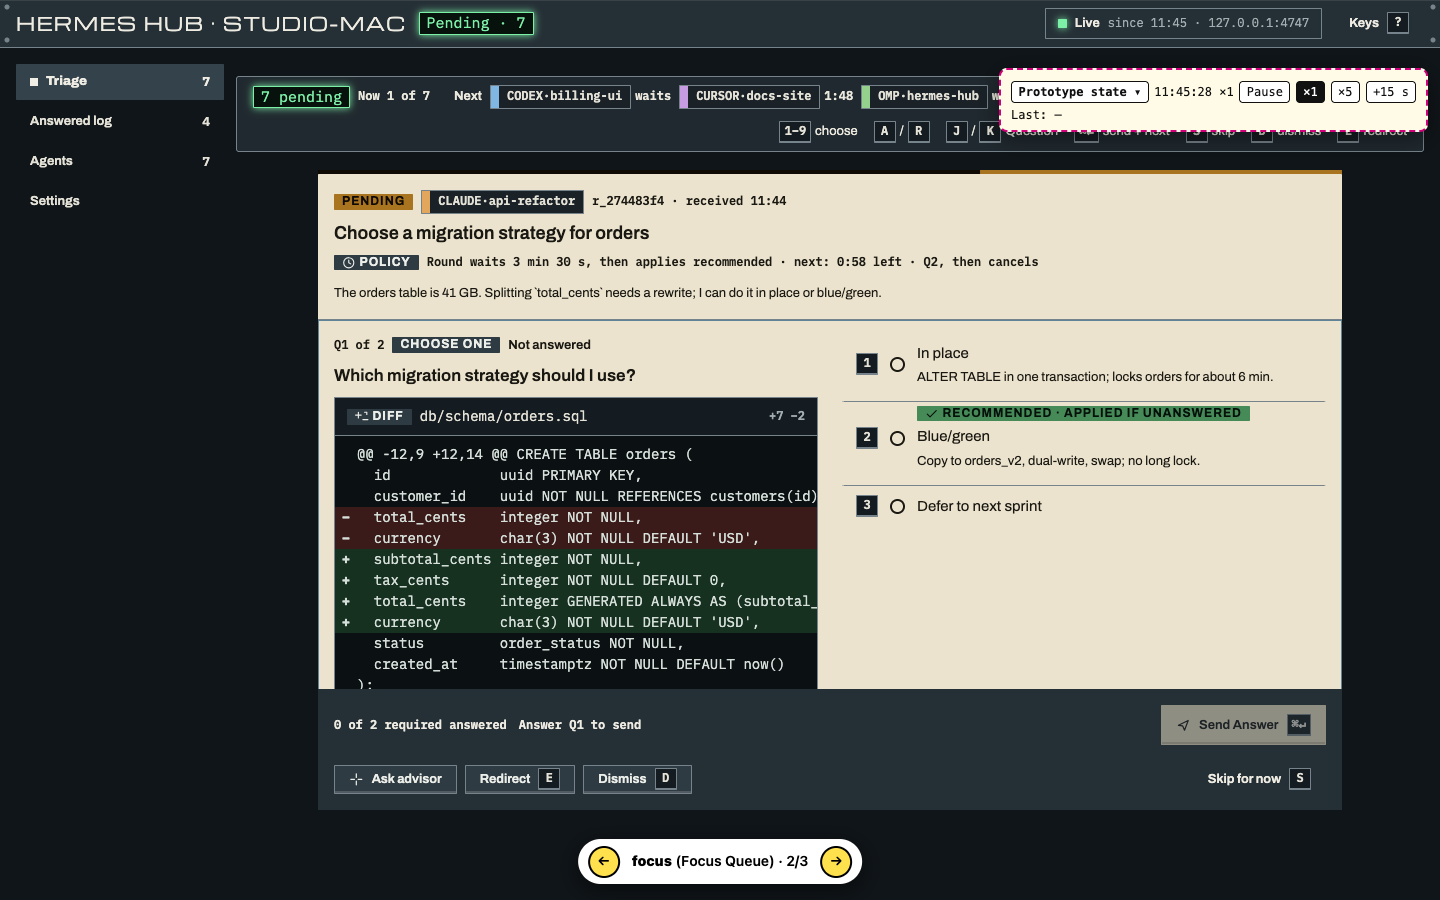 HERMES HUB · STUDIO-MAC Pending · 7 Live since 11:45 · 127.0.0.1:4747 Keys ?
Triage 7
Answered log 4
Agents 7
Settings
7 pending Now 1 of 7 Next CODEX·billing-ui waits CURSOR·docs-site 1:48 OMP·hermes-hub
1–9 choose A / R J / K
Prototype state ▾ 11:45:28 ×1 Pause ×1 ×5 +15 s
Last: —
PENDING CLAUDE·api-refactor r_274483f4 · received 11:44
Choose a migration strategy for orders
POLICY Round waits 3 min 30 s, then applies recommended · next: 0:58 left · Q2, then cancels
The orders table is 41 GB. Splitting `total_cents` needs a rewrite; I can do it in place or blue/green.
Q1 of 2 CHOOSE ONE Not answered
Which migration strategy should I use?
DIFF db/schema/orders.sql +7 −2
@@ -12,9 +12,14 @@ CREATE TABLE orders (
id uuid PRIMARY KEY,
customer_id uuid NOT NULL REFERENCES customers(id)
− total_cents integer NOT NULL,
− currency char(3) NOT NULL DEFAULT 'USD',
+ subtotal_cents integer NOT NULL,
+ tax_cents integer NOT NULL DEFAULT 0,
+ total_cents integer GENERATED ALWAYS AS (subtotal_
+ currency char(3) NOT NULL DEFAULT 'USD',
status order_status NOT NULL,
created_at timestamptz NOT NULL DEFAULT now()
);
1 In place
ALTER TABLE in one transaction; locks orders for about 6 min.
RECOMMENDED · APPLIED IF UNANSWERED
2 Blue/green
Copy to orders_v2, dual-write, swap; no long lock.
3 Defer to next sprint
0 of 2 required answered Answer Q1 to send
Send Answer ⌘↵
Ask advisor Redirect E Dismiss D Skip for now S
← focus (Focus Queue) · 2/3 →